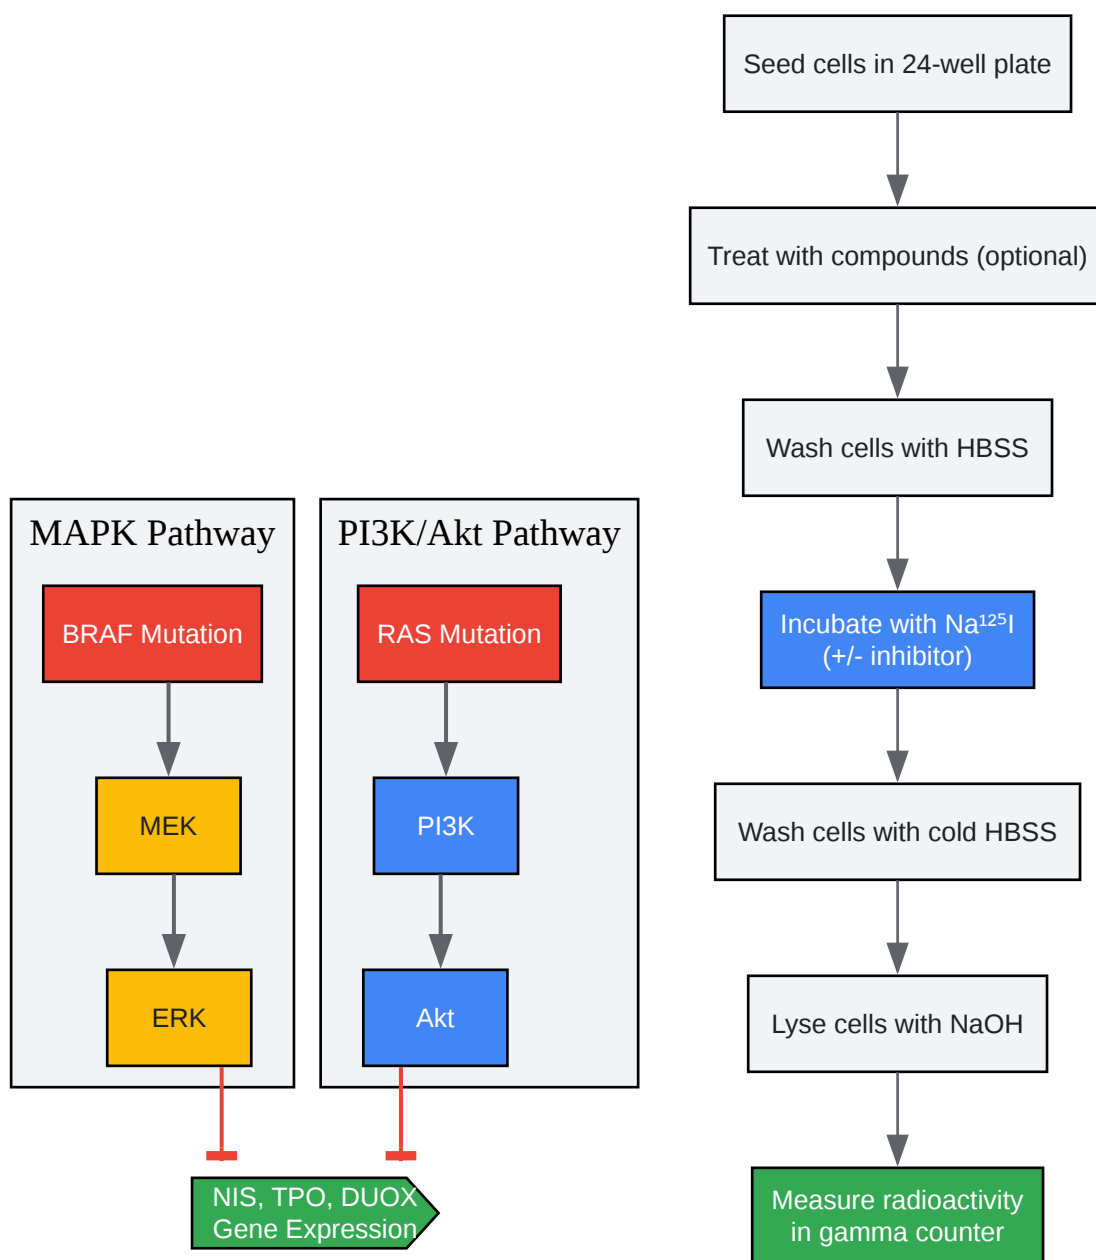 Seed cells in 24-well plate
Treat with compounds (optional)
Wash cells with HBSS
Incubate with Na¹²⁵I
(+/- inhibitor)
Wash cells with cold HBSS
Lyse cells with NaOH
Measure radioactivity
in gamma counter
MAPK Pathway
BRAF Mutation
MEK
ERK
PI3K/Akt Pathway
RAS Mutation
PI3K
Akt
NIS, TPO, DUOX
Gene Expression